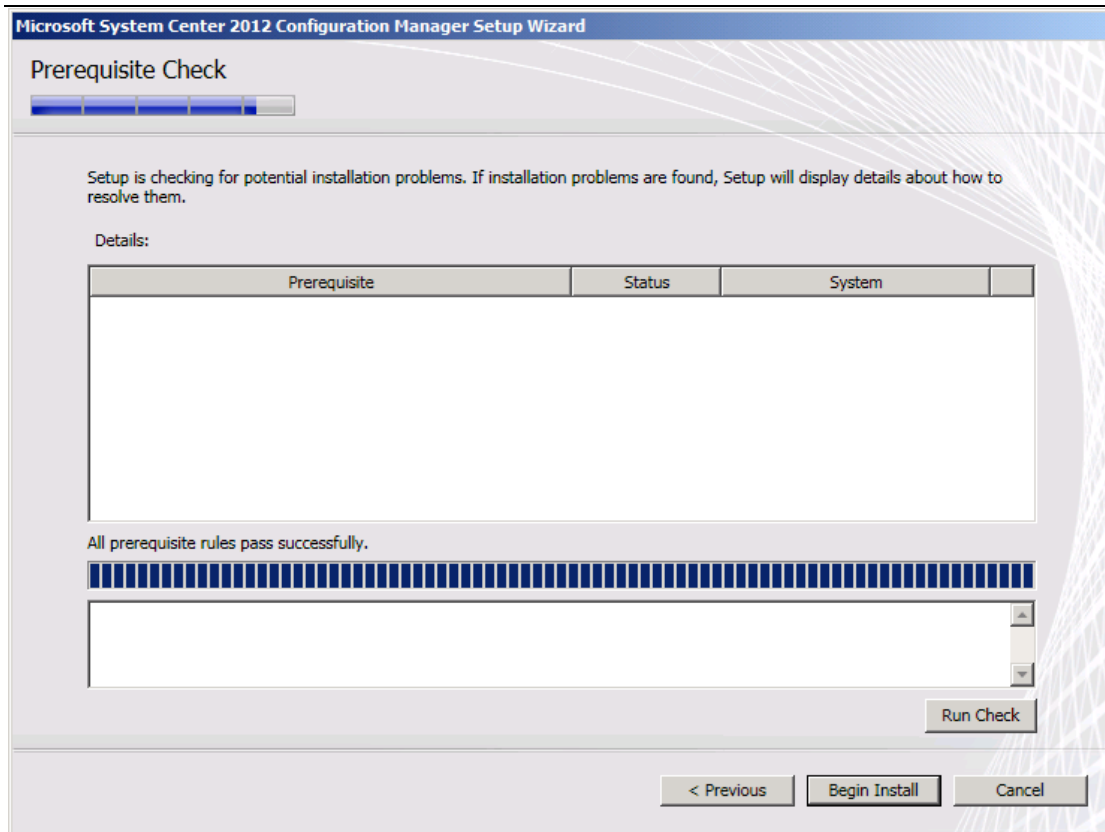 Microsoft System Center 2012 Configuration Manager Setup Wizard
Prerequisite Check
Setup is checking for potential installation problems. If installation problems are found, Setup will display details about how to
resolve them.
Details:
Prerequisite Status System
All prerequisite rules pass successfully.
Run Check
< Previous Begin Install Cancel